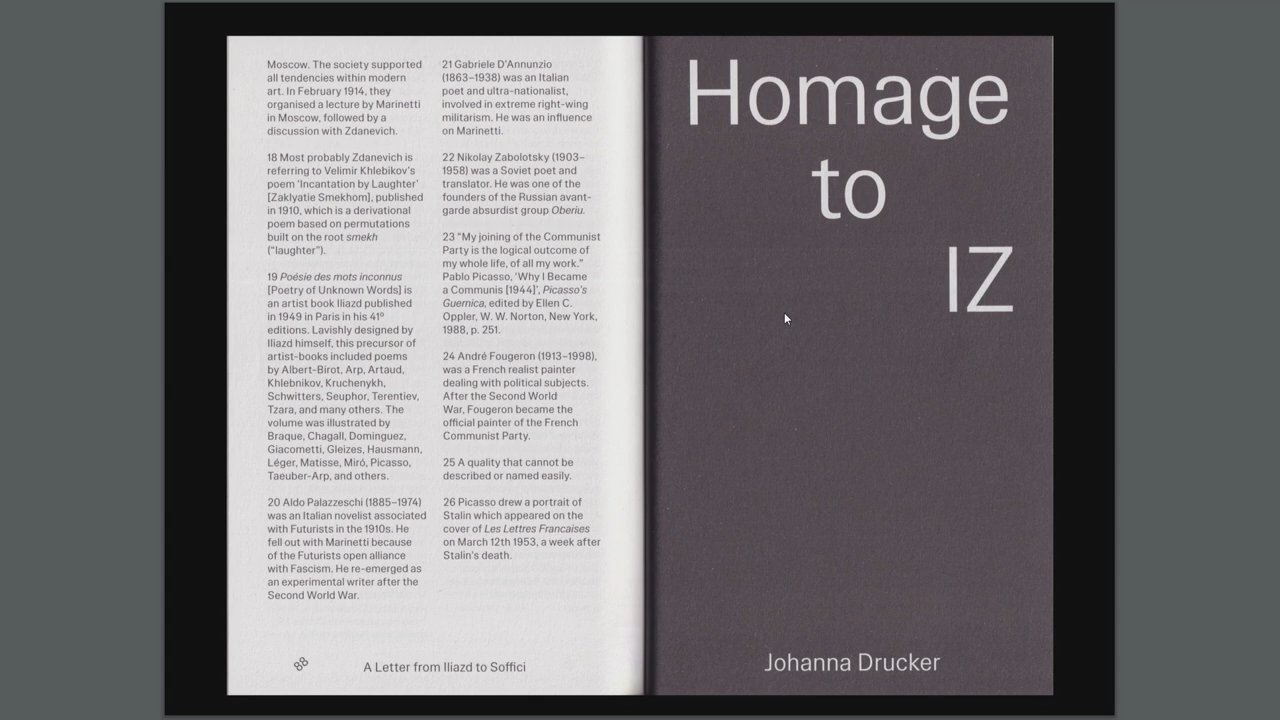 Moscow. The society supported
all tendencies within modern
art. In February 1914, they
organised a lecture by Marinetti
in Moscow, followed by a
discussion with Zdanevich.
18 Most probably Zdanevich is
referring to Velimir Khlebikov's
poem 'Incantation by Laughter'
[Zaklyatie Smekhom], published
in 1910, which is a derivational
poem based on permutations
built on the root smekh
("laughter").
19 Poésie des mots inconnus
[Poetry of Unknown Words] is
an artist book Iliazd published
in 1949 in Paris in his 41º
editions. Lavishly designed by
Iliazd himself, this precursor of
artist-books included poems
by Albert-Birot, Arp, Artaud,
Khlebnikov, Kruchenykh,
Schwitters, Seuphor, Terentiev,
Tzara, and many others. The
volume was illustrated by
Braque, Chagall, Dominguez,
Giacometti, Gleizes, Hausmann,
Léger, Matisse, Miró, Picasso,
Taeuber-Arp, and others.
20 Aldo Palazzeschi (1885–1974)
was an Italian novelist associated
with Futurists in the 1910s. He
fell out with Marinetti because
of the Futurists open alliance
with Fascism. He re-emerged as
an experimental writer after the
Second World War.
21 Gabriele D'Annunzio
(1863–1938) was an Italian
poet and ultra-nationalist,
involved in extreme right-wing
militarism. He was an influence
on Marinetti.
22 Nikolay Zabolotsky (1903–
1958) was a Soviet poet and
translator. He was one of the
founders of the Russian avant-
garde absurdist group Oberiu.
23 "My joining of the Communist
Party is the logical outcome of
my whole life, of all my work."
Pablo Picasso, 'Why I Became
a Communis [1944]', Picasso's
Guernica, edited by Ellen C.
Oppler, W. W. Norton, New York,
1988, p. 251.
24 André Fougeron (1913–1998),
was a French realist painter
dealing with political subjects.
After the Second World
War, Fougeron became the
official painter of the French
Communist Party.
25 A quality that cannot be
described or named easily.
26 Picasso drew a portrait of
Stalin which appeared on the
cover of Les Lettres Francaises
on March 12th 1953, a week after
Stalin's death.
88
A Letter from Iliazd to Soffici
Homage
to
IZ
Johanna Drucker